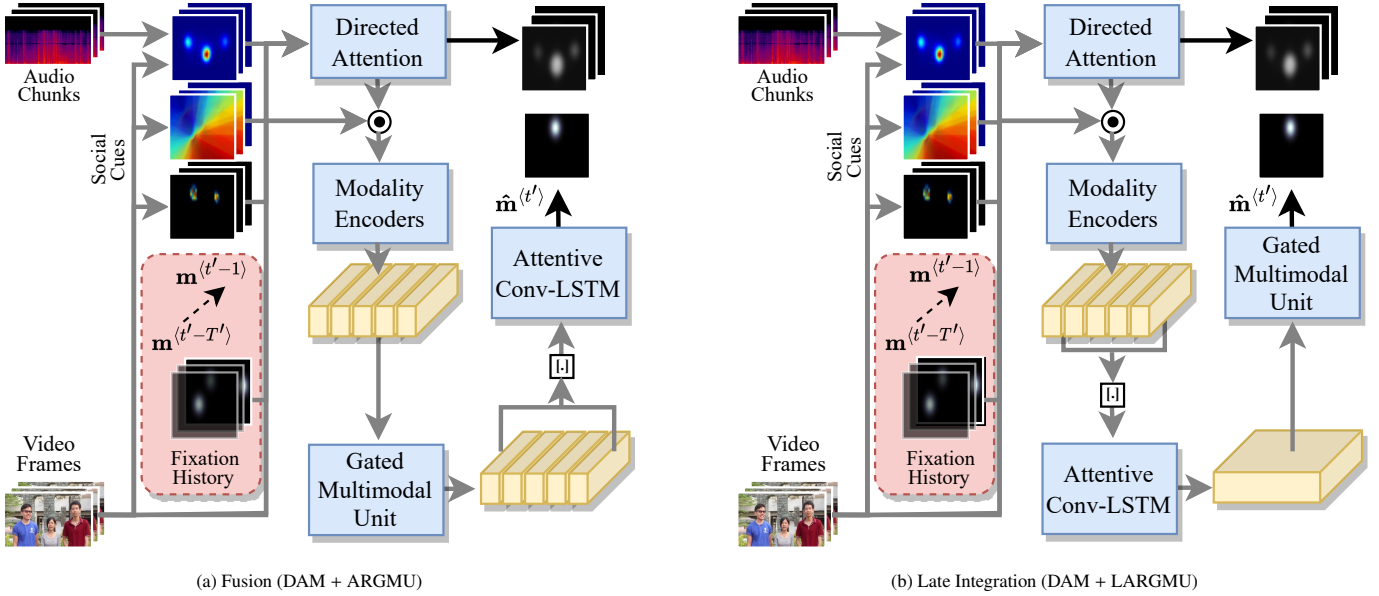 Audio
Chunks
Social
Cues
Directed
Attention
Modality
Encoders
m̂⟨t′⟩
Attentive
Conv-LSTM
m⟨t′−1⟩
m⟨t′−T′⟩
[.]
Fixation
History
Video
Frames
Gated
Multimodal
Unit
(a) Fusion (DAM + ARGMU)
Audio
Chunks
Social
Cues
Directed
Attention
Modality
Encoders
m̂⟨t′⟩
Gated
Multimodal
Unit
m⟨t′−1⟩
m⟨t′−T′⟩
[.]
Fixation
History
Video
Frames
Attentive
Conv-LSTM
(b) Late Integration (DAM + LARGMU)